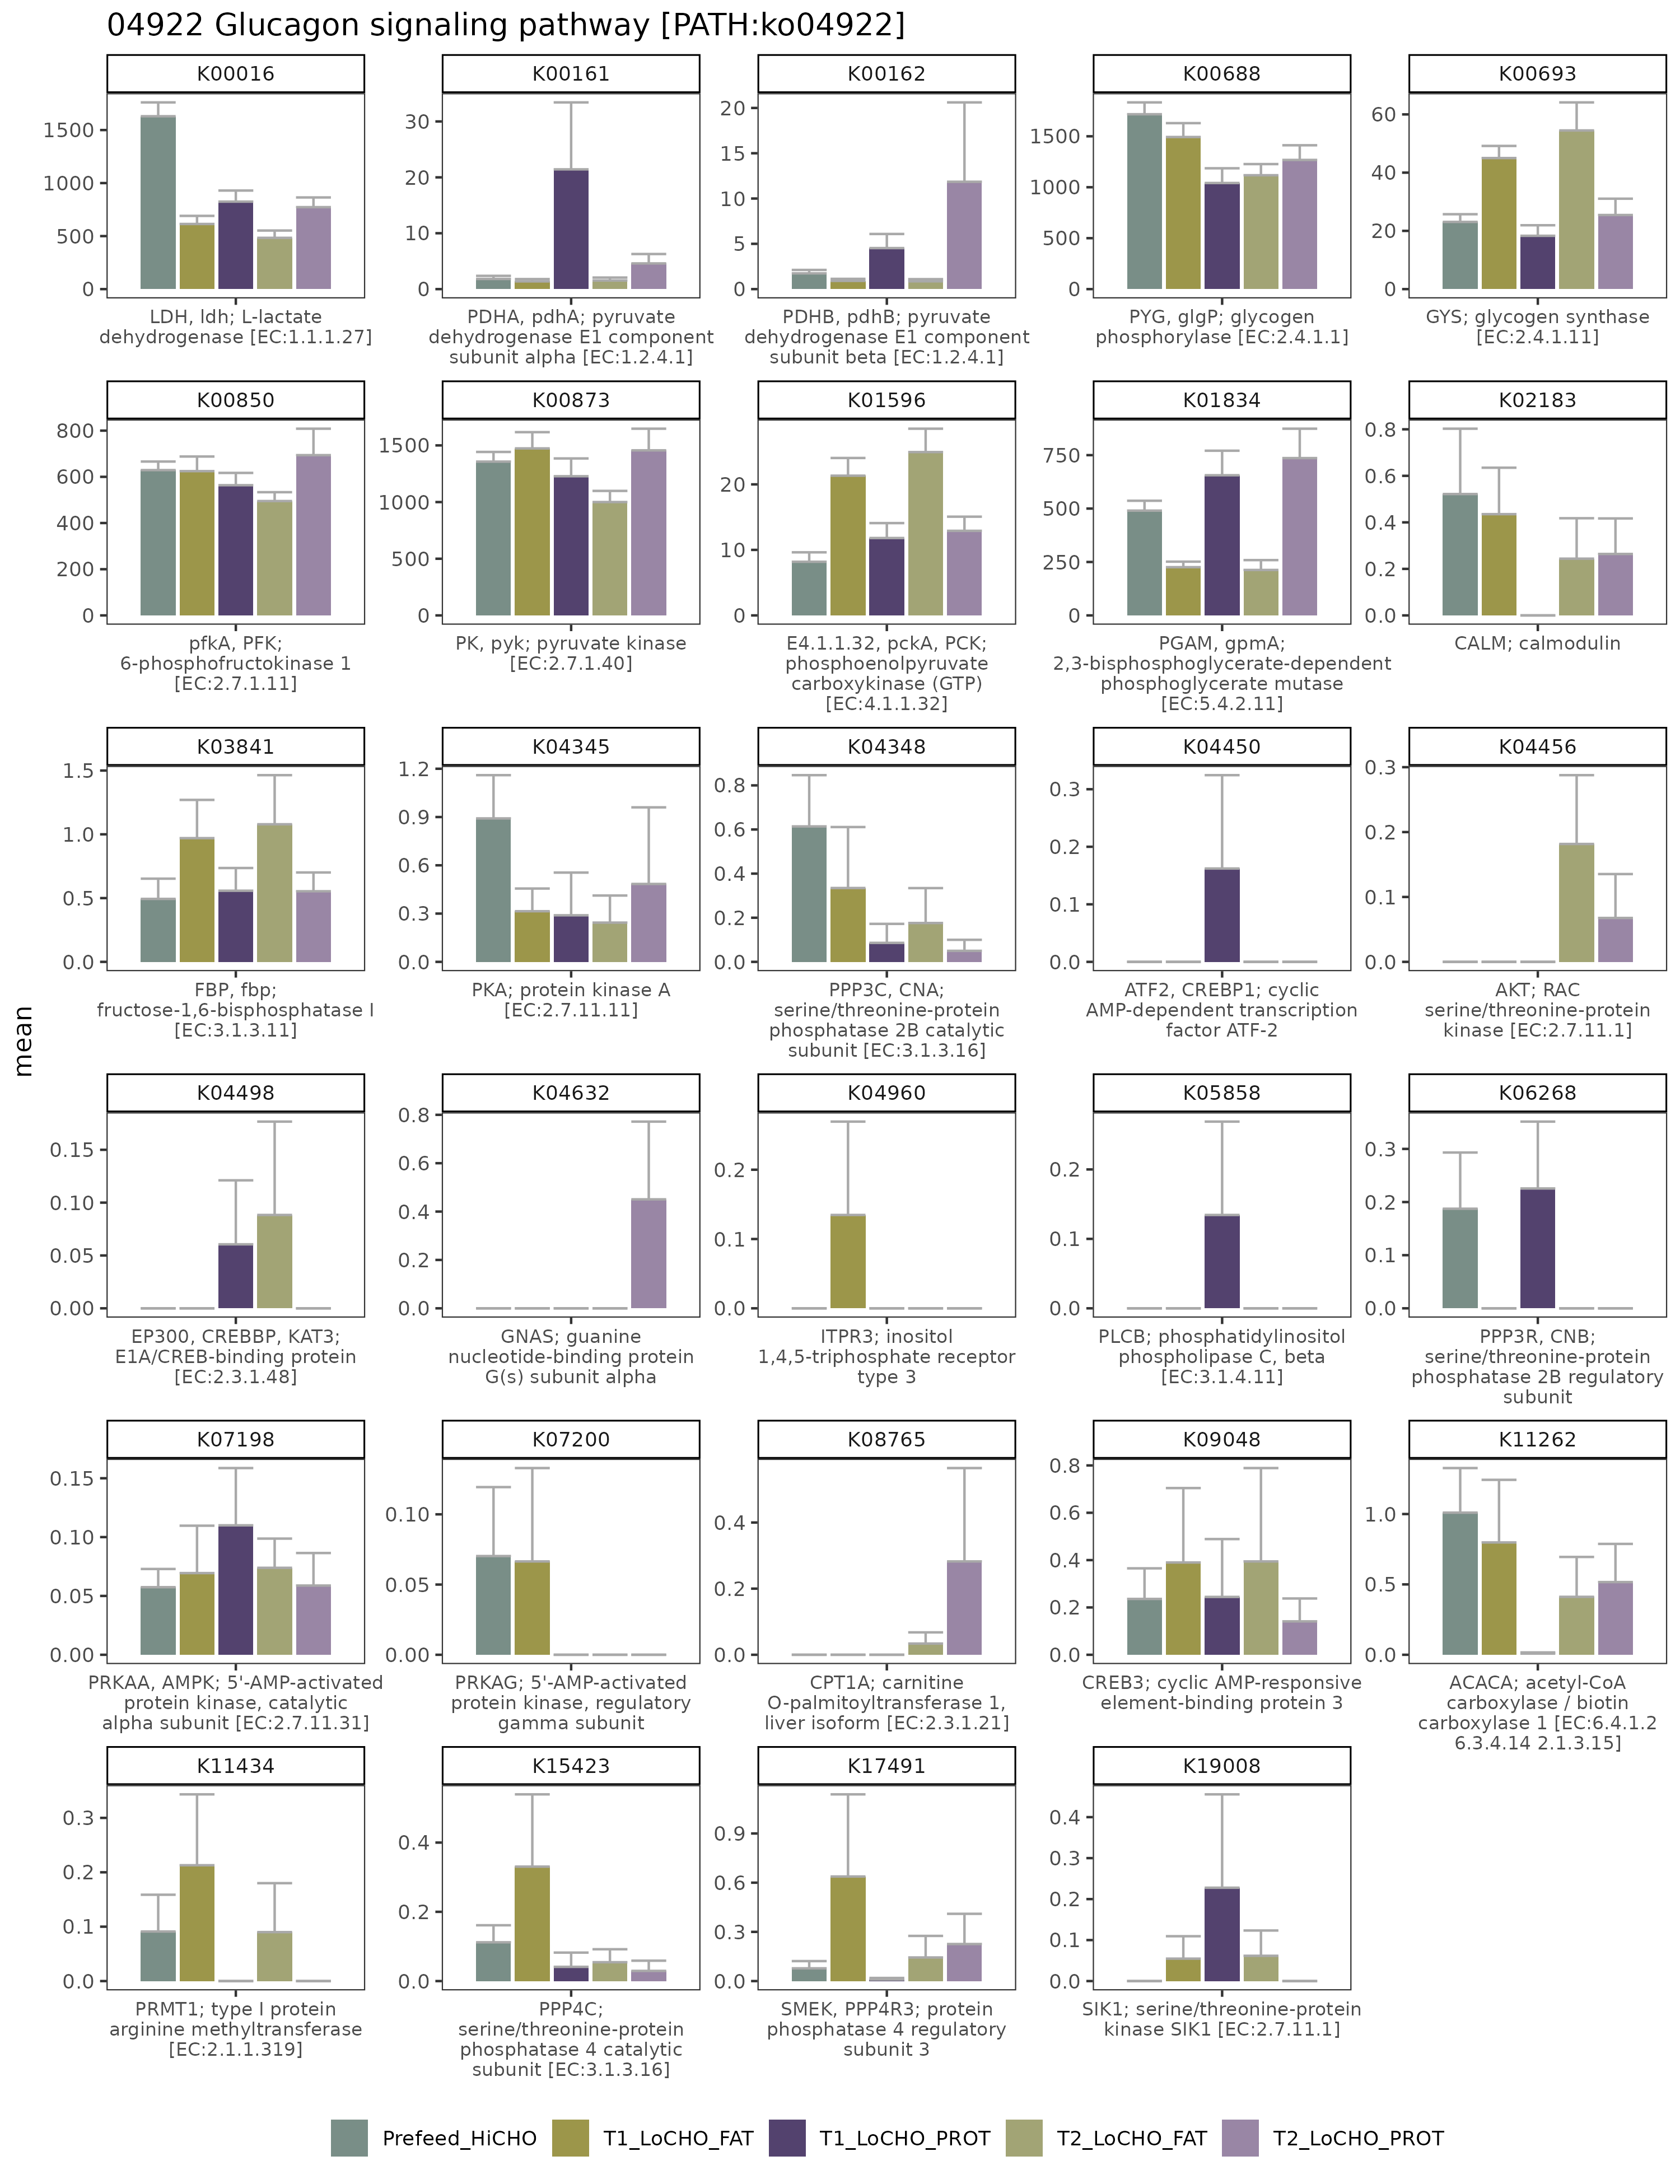 04922 Glucagon signaling pathway [PATH:ko04922]
mean
K00016
1500
1000
500
0
LDH, ldh; L-lactate
dehydrogenase [EC:1.1.1.27]
K00161
30
20
10
0
PDHA, pdhA; pyruvate
dehydrogenase E1 component
subunit alpha [EC:1.2.4.1]
K00162
20
15
10
5
0
PDHB, pdhB; pyruvate
dehydrogenase E1 component
subunit beta [EC:1.2.4.1]
K00688
1500
1000
500
0
PYG, glgP; glycogen
phosphorylase [EC:2.4.1.1]
K00693
60
40
20
0
GYS; glycogen synthase
[EC:2.4.1.11]
K00850
800
600
400
200
0
pfkA, PFK;
6-phosphofructokinase 1
[EC:2.7.1.11]
K00873
1500
1000
500
0
PK, pyk; pyruvate kinase
[EC:2.7.1.40]
K01596
20
10
0
E4.1.1.32, pckA, PCK;
phosphoenolpyruvate
carboxykinase (GTP)
[EC:4.1.1.32]
K01834
750
500
250
0
PGAM, gpmA;
2,3-bisphosphoglycerate-dependent
phosphoglycerate mutase
[EC:5.4.2.11]
K02183
0.8
0.6
0.4
0.2
0.0
CALM; calmodulin
K03841
1.5
1.0
0.5
0.0
FBP, fbp;
fructose-1,6-bisphosphatase I
[EC:3.1.3.11]
K04345
1.2
0.9
0.6
0.3
0.0
PKA; protein kinase A
[EC:2.7.11.11]
K04348
0.8
0.6
0.4
0.2
0.0
PPP3C, CNA;
serine/threonine-protein
phosphatase 2B catalytic
subunit [EC:3.1.3.16]
K04450
0.3
0.2
0.1
0.0
ATF2, CREBP1; cyclic
AMP-dependent transcription
factor ATF-2
K04456
0.3
0.2
0.1
0.0
AKT; RAC
serine/threonine-protein
kinase [EC:2.7.11.1]
K04498
0.15
0.10
0.05
0.00
EP300, CREBBP, KAT3;
E1A/CREB-binding protein
[EC:2.3.1.48]
K04632
0.8
0.6
0.4
0.2
0.0
GNAS; guanine
nucleotide-binding protein
G(s) subunit alpha
K04960
0.2
0.1
0.0
ITPR3; inositol
1,4,5-triphosphate receptor
type 3
K05858
0.2
0.1
0.0
PLCB; phosphatidylinositol
phospholipase C, beta
[EC:3.1.4.11]
K06268
0.3
0.2
0.1
0.0
PPP3R, CNB;
serine/threonine-protein
phosphatase 2B regulatory
subunit
K07198
0.15
0.10
0.05
0.00
PRKAA, AMPK; 5'-AMP-activated
protein kinase, catalytic
alpha subunit [EC:2.7.11.31]
K07200
0.10
0.05
0.00
PRKAG; 5'-AMP-activated
protein kinase, regulatory
gamma subunit
K08765
0.4
0.2
0.0
CPT1A; carnitine
O-palmitoyltransferase 1,
liver isoform [EC:2.3.1.21]
K09048
0.8
0.6
0.4
0.2
0.0
CREB3; cyclic AMP-responsive
element-binding protein 3
K11262
1.0
0.5
0.0
ACACA; acetyl-CoA
carboxylase / biotin
carboxylase 1 [EC:6.4.1.2
6.3.4.14 2.1.3.15]
K11434
0.3
0.2
0.1
0.0
PRMT1; type I protein
arginine methyltransferase
[EC:2.1.1.319]
K15423
0.4
0.2
0.0
PPP4C;
serine/threonine-protein
phosphatase 4 catalytic
subunit [EC:3.1.3.16]
K17491
0.9
0.6
0.3
0.0
SMEK, PPP4R3; protein
phosphatase 4 regulatory
subunit 3
K19008
0.4
0.3
0.2
0.1
0.0
SIK1; serine/threonine-protein
kinase SIK1 [EC:2.7.11.1]
Prefeed_HiCHO
T1_LoCHO_FAT
T1_LoCHO_PROT
T2_LoCHO_FAT
T2_LoCHO_PROT